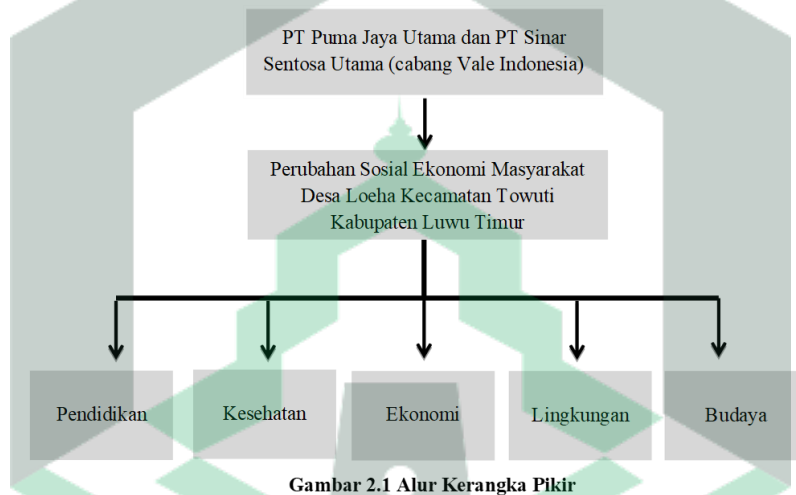 PT Puma Jaya Utama dan PT Sinar
Sentosa Utama (cabang Vale Indonesia)
Perubahan Sosial Ekonomi Masyarakat
Desa Loeha Kecamatan Towuti
Kabupaten Luwu Timur
Pendidikan
Kesehatan
Ekonomi
Lingkungan
Budaya
Gambar 2.1 Alur Kerangka Pikir